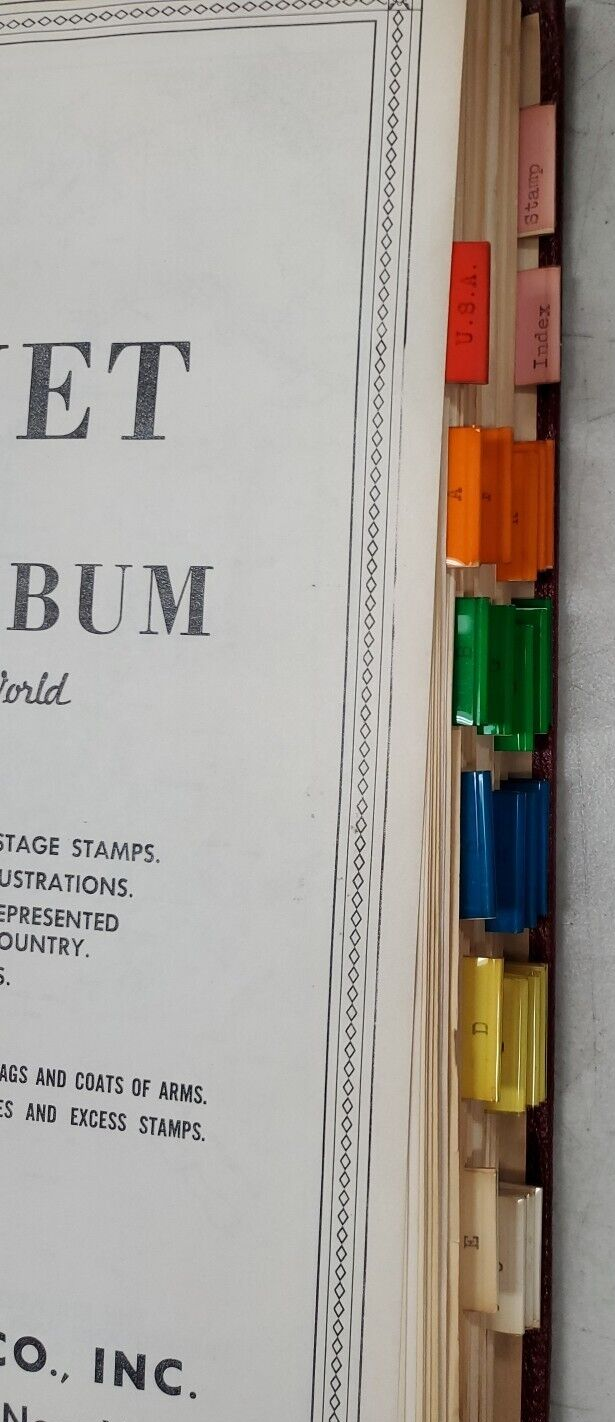 ET
BUM
World
STAGE STAMPS.
USTRATIONS.
EPRESENTED
OUNTRY.
S.
AGS AND COATS OF ARMS.
ES AND EXCESS STAMPS.
CO., INC.
Stamp
Index
U.S.A.
A
D
E